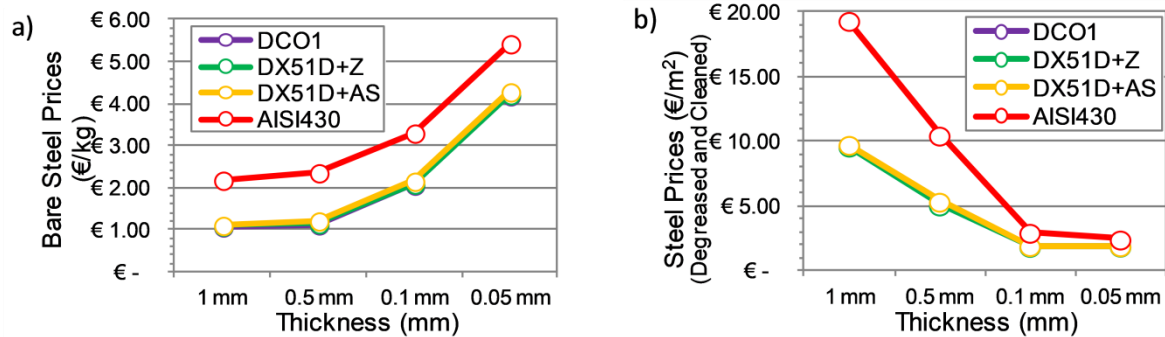 a)
Bare Steel Prices
(€/kg)
€ 6.00
€ 5.00
€ 4.00
€ 3.00
€ 2.00
€ 1.00
€ -
DCO1
DX51D+Z
DX51D+AS
AISI430
1 mm
0.5 mm
0.1 mm
0.05 mm
Thickness (mm)
b)
Steel Prices (€/m²)
(Degreased and Cleaned)
€ 20.00
€ 15.00
€ 10.00
€ 5.00
€ -
DCO1
DX51D+Z
DX51D+AS
AISI430
1 mm
0.5 mm
0.1 mm
0.05 mm
Thickness (mm)